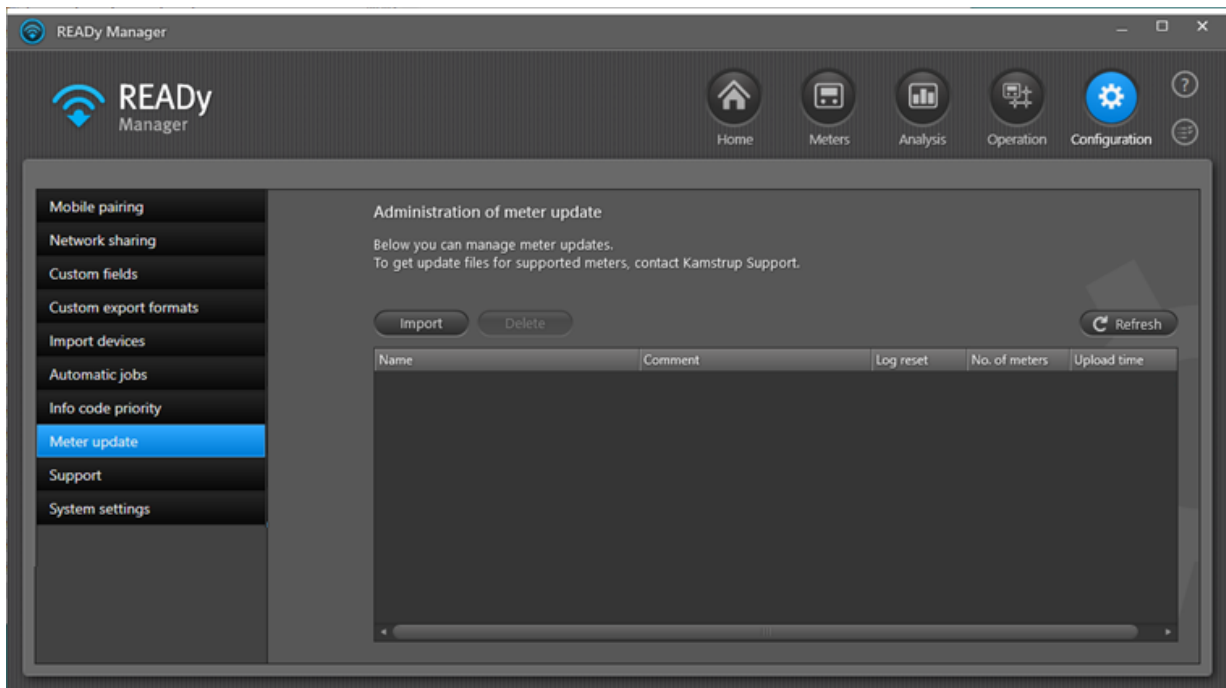 READy Manager
READy
Manager
Home
Meters
Analysis
Operation
Configuration
?
Mobile pairing
Network sharing
Custom fields
Custom export formats
Import devices
Automatic jobs
Info code priority
Meter update
Support
System settings
Administration of meter update
Below you can manage meter updates.
To get update files for supported meters, contact Kamstrup Support.
Import
Delete
Refresh
Name Comment Log reset No. of meters Upload time